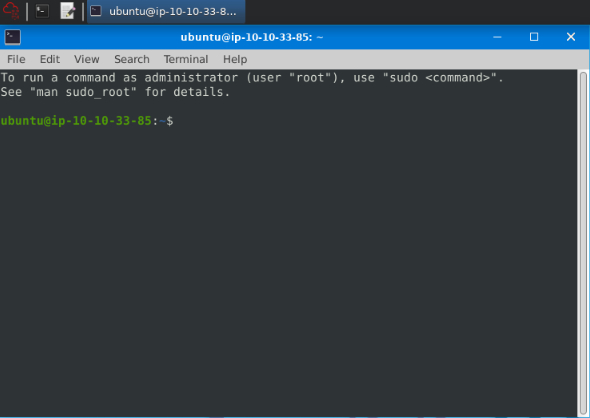 ubuntu@ip-10-10-33-8...
ubuntu@ip-10-10-33-85: ~
File Edit View Search Terminal Help
To run a command as administrator (user "root"), use "sudo <command>".
See "man sudo_root" for details.
ubuntu@ip-10-10-33-85:~$